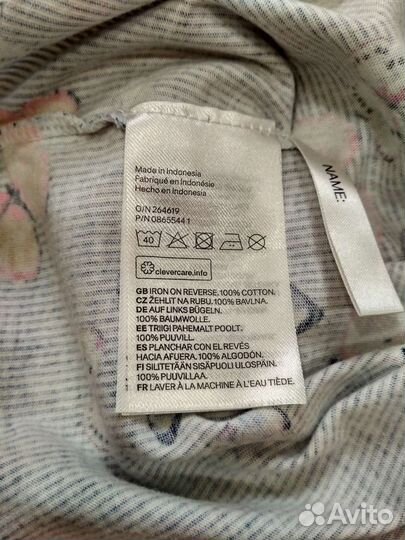 Made in Indonesia
Fabriqué en Indonésie
Hecho en Indonesia
O/N 264619
P/N 0865544 1
40
clevercare.info
GB IRON ON REVERSE. 100% COTTON.
CZ ŽEHLIT NA RUBU. 100% BAVLNA.
DE AUF LINKS BÜGELN.
100% BAUMWOLLE.
EE TRIIGI PAHEMALT POOLT.
100% PUUVILL.
ES PLANCHAR CON EL REVÉS
HACIA AFUERA. 100% ALGODÓN.
FI SILITETÄÄN SISÄPUOLI ULOSPÄIN.
100% PUUVILLAA.
FR LAVER À LA MACHINE À L'EAU TIÈDE.
NAME:
Avito